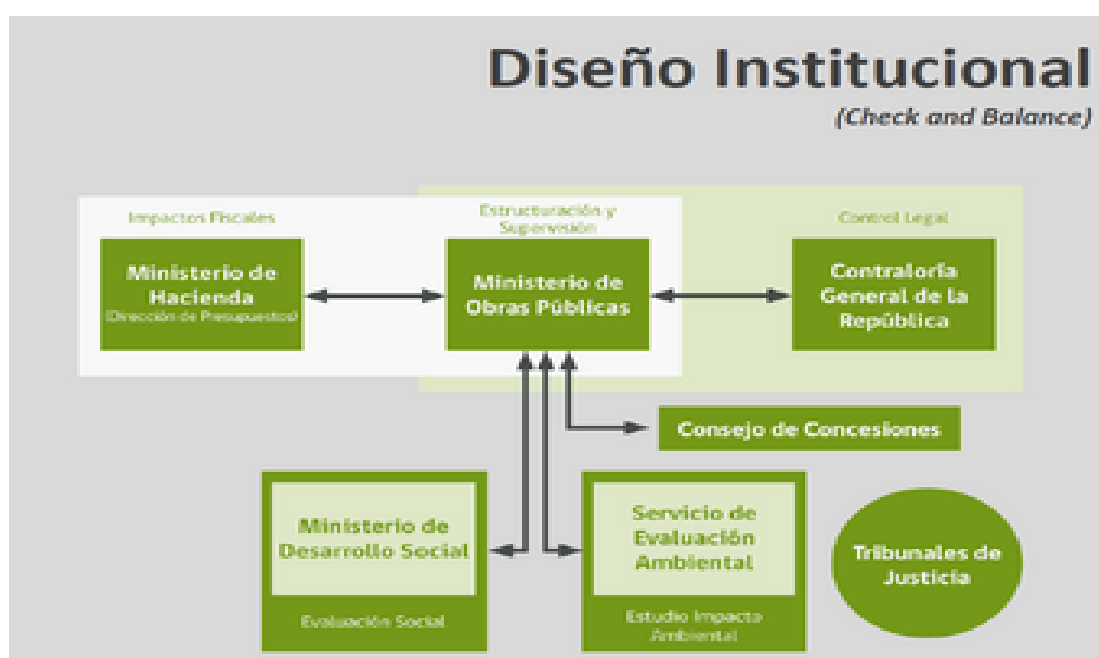 Diseño Institucional
(Check and Balance)
Impactos Fiscales
Ministerio de
Hacienda
(Dirección de Presupuestos)
Estructuración y
Supervisión
Ministerio de
Obras Públicas
Control Legal
Contraloría
General de la
República
Consejo de Concesiones
Ministerio de
Desarrollo Social
Evaluación Social
Servicio de
Evaluación
Ambiental
Estudio Impacto
Ambiental
Tribunales de
Justicia